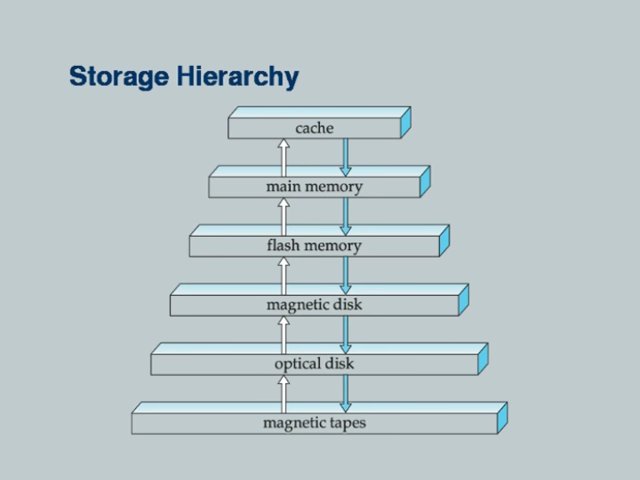 Storage Hierarchy
cache
main memory
flash memory
magnetic disk
optical disk
magnetic tapes